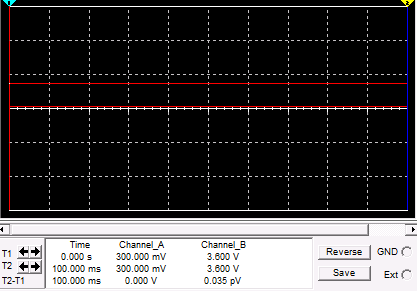 Time Channel_A Channel_B
T1 0.000 s 300.000 mV 3.600 V
T2 100.000 ms 300.000 mV 3.600 V
T2-T1 100.000 ms 0.000 V 0.035 pV
Reverse GND
Save Ext